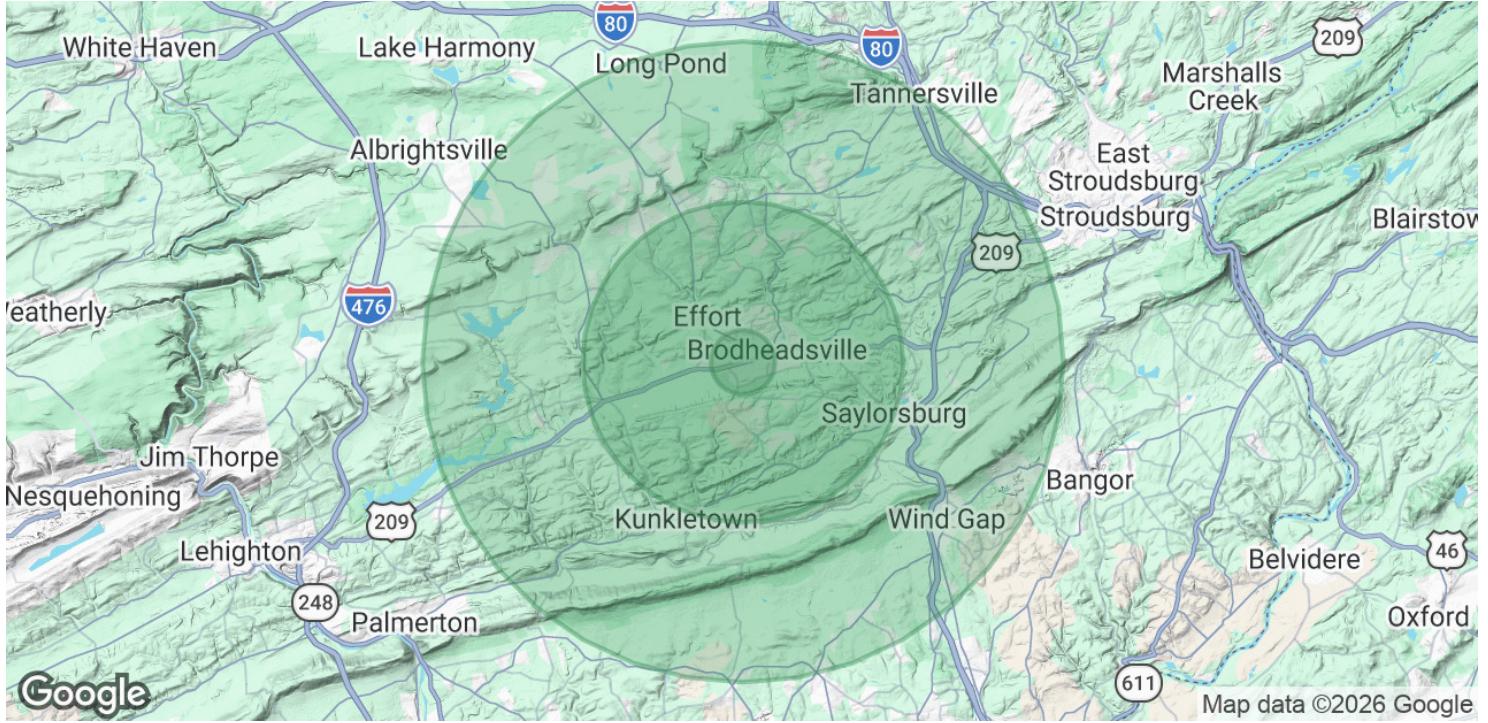 80
White Haven
Lake Harmony
Long Pond
80
209
Tannersville
Marshalls
Creek
Albrightsville
East
Stroudsburg
Stroudsburg
Blairstow
209
476
eatherly
Effort
Brodheadsville
Saylorsburg
Jim Thorpe
Bangor
Nesquehoning
209
Kunkletown
Wind Gap
Lehighton
Belvidere
46
248
Palmerton
Oxford
611
Google
Map data ©2026 Google